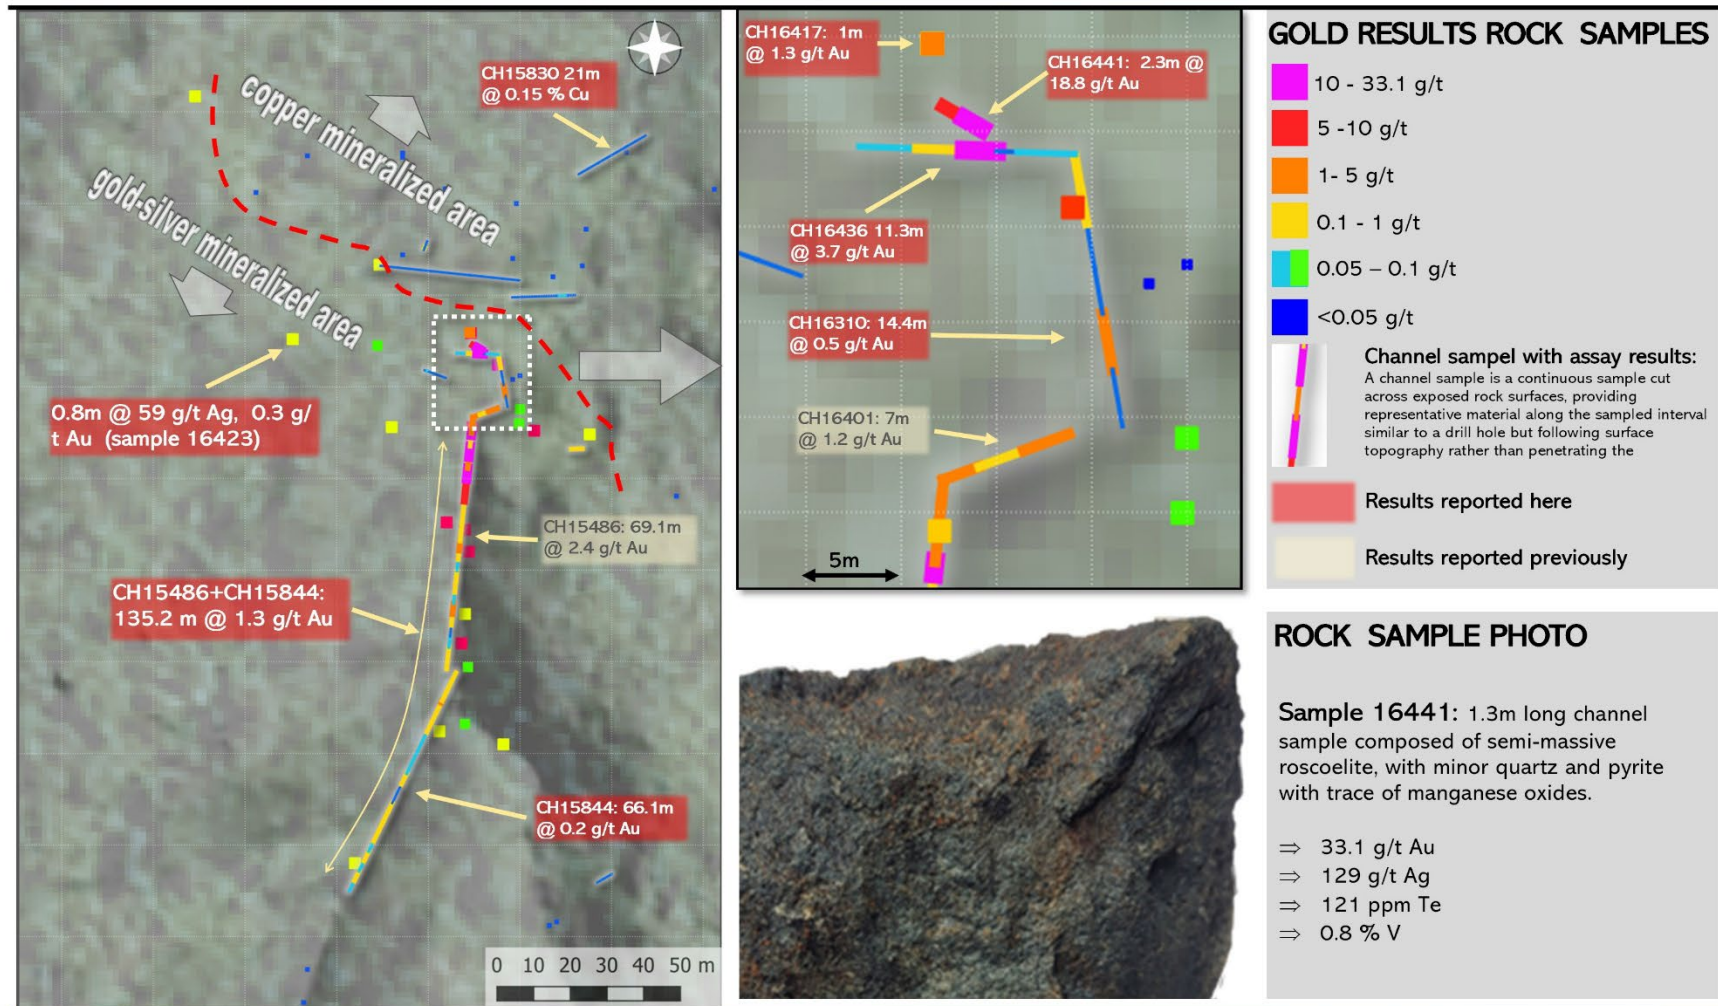 CH15830 21m
@ 0.15 % Cu
copper mineralized area
gold-silver mineralized area
0.8m @ 59 g/t Ag,  0.3 g/
t Au  (sample 16423)
CH15486: 69.1m
@ 2.4 g/t Au
CH15486+CH15844:
135.2 m @ 1.3 g/t Au
CH15844: 66.1m
@ 0.2 g/t Au
0 10 20 30 40 50 m
CH16417:  1m
@ 1.3 g/t Au
CH16441:  2.3m @
18.8 g/t Au
CH16436 11.3m
@ 3.7 g/t Au
CH16310: 14.4m
@ 0.5 g/t Au
CH16401: 7m
@ 1.2 g/t Au
5m
GOLD RESULTS ROCK  SAMPLES
10 - 33.1 g/t
5 -10 g/t
1- 5 g/t
0.1 - 1 g/t
0.05 – 0.1 g/t
<0.05 g/t
Channel sampel with assay results:
A channel sample is a continuous sample cut
across exposed rock surfaces, providing
representative material along the sampled interval
similar to a drill hole but following surface
topography rather than penetrating the
Results reported here
Results reported previously
ROCK  SAMPLE PHOTO
Sample 16441: 1.3m long channel
sample composed of semi-massive
roscoelite, with minor quartz and pyrite
with trace of manganese oxides.
⇒ 33.1 g/t Au
⇒ 129 g/t Ag
⇒ 121 ppm Te
⇒ 0.8 % V